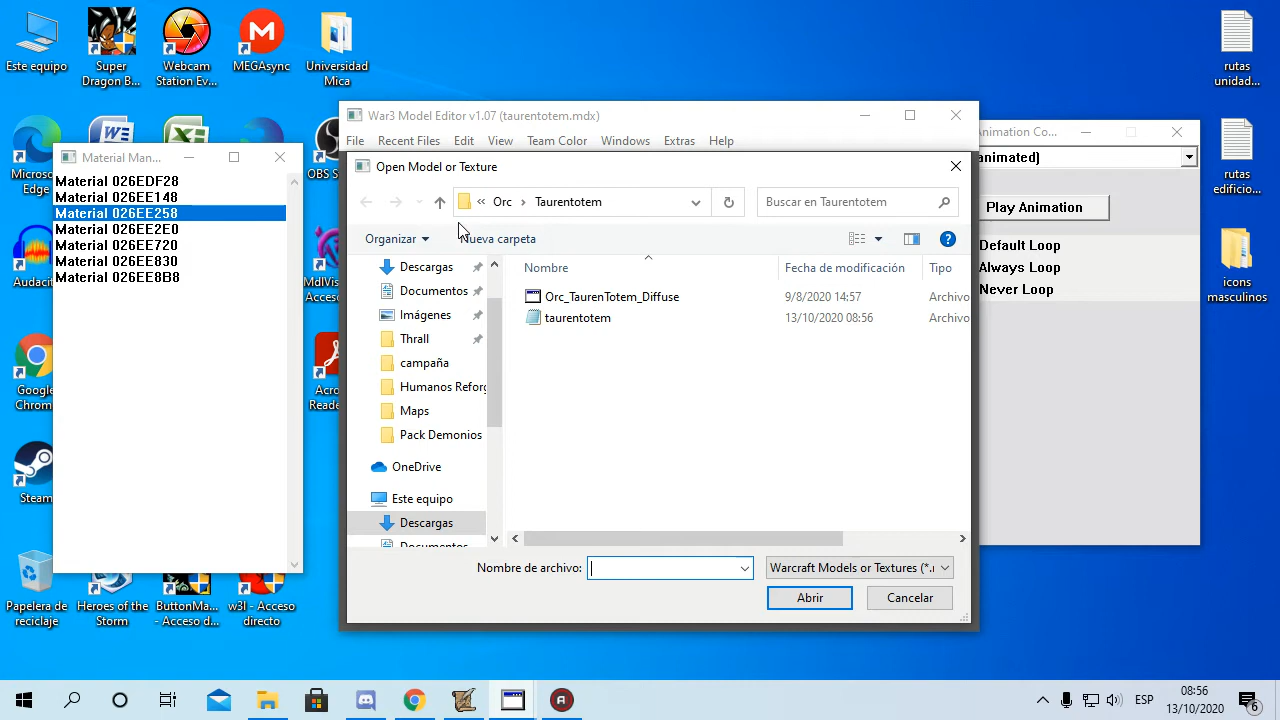 Este equipo
Super
Dragon B...
Webcam
Station Ev...
MEGAsync
Universidad
Mica
rutas
unidad...
Microso
Edge
OBS S
rutas
edificio...
Audacit
MdlVis
Acceso
icons
masculinos
Google
Chrom
Acro
Reade
Steam
Papelera de
reciclaje
Heroes of the
Storm
ButtonMa...
- Acceso d...
w3l - Acceso
directo
Material Man...
Material 026EDF28
Material 026EE148
Material 026EE258
Material 026EE2E0
Material 026EE720
Material 026EE830
Material 026EE8B8
War3 Model Editor v1.07 (taurentotem.mdx)
File Recent Files Edit View Team Color Windows Extras Help
Open Model or Texture
« Orc › Taurentotem
Buscar en Taurentotem
Organizar
Nueva carpeta
Descargas
Documentos
Imágenes
Thrall
campaña
Humanos Reforg
Maps
Pack Demonios
OneDrive
Este equipo
Descargas
Documentos
Nombre Fecha de modificación Tipo
Orc_TaurenTotem_Diffuse 9/8/2020 14:57 Archivo
taurentotem 13/10/2020 08:56 Archivo
Nombre de archivo:
Warcraft Models or Textures (*.
Abrir
Cancelar
Animation Co...
animated)
Play Animation
Default Loop
Always Loop
Never Loop
ESP
08:56
13/10/2020
6